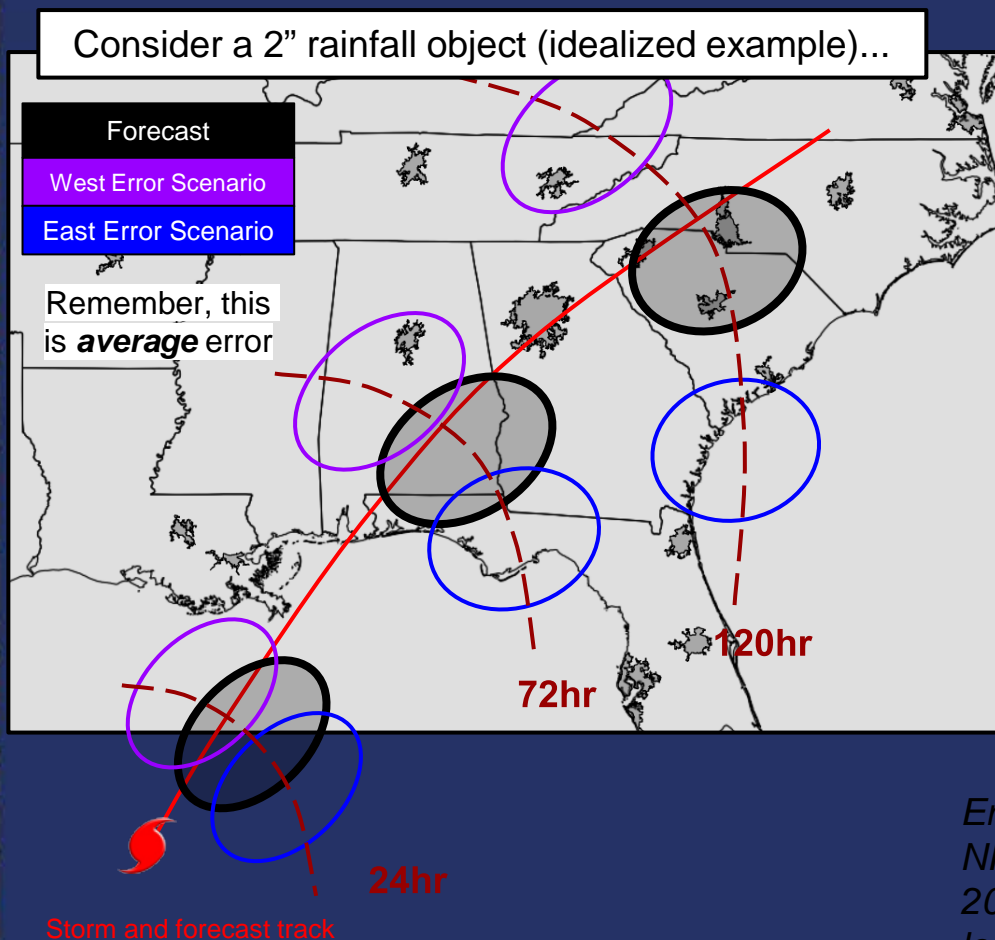 Consider a 2” rainfall object (idealized example)...
Forecast
West Error Scenario
East Error Scenario
Remember, this
is average error
120hr
72hr
24hr
Storm and forecast track